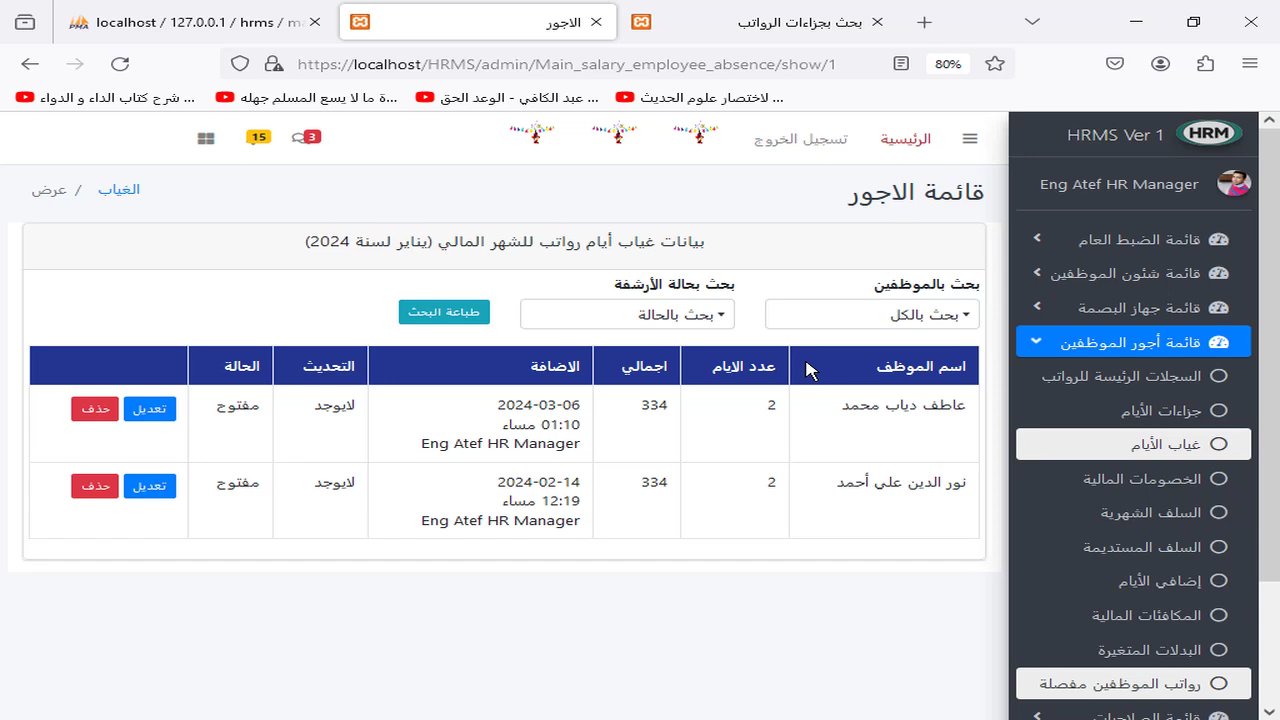 localhost / 127.0.0.1 / hrms / ma
الاجور
بحث بجزاءات الرواتب
https://localhost/HRMS/admin/Main_salary_employee_absence/show/1
80%
شرح كتاب الداء و الدواء ...
ة ما لا يسع المسلم جهله...
عبد الكافي - الوعد الحق ...
لاختصار علوم الحديث ...
HRMS Ver 1
HRM
الرئيسية
تسجيل الخروج
3
15
Eng Atef HR Manager
قائمة الضبط العام
قائمة شئون الموظفين
قائمة جهاز البصمة
قائمة أجور الموظفين
السجلات الرئيسة للرواتب
جزاءات الأيام
غياب الأيام
الخصومات المالية
السلف الشهرية
السلف المستديمة
إضافي الأيام
المكافئات المالية
البدلات المتغيرة
رواتب الموظفين مفصلة
قائمة الصلاحيات
قائمة الاجور
الغياب / عرض
بيانات غياب أيام رواتب للشهر المالي (يناير لسنة 2024)
بحث بالموظفين
بحث بحالة الأرشفة
بحث بالكل
بحث بالحالة
طباعة البحث
اسم الموظف عدد الايام اجمالي الاضافة التحديث الحالة
عاطف دياب محمد 2 334 2024-03-06 لايوجد مفتوح تعديل حذف
01:10 مساء
Eng Atef HR Manager
نور الدين علي أحمد 2 334 2024-02-14 لايوجد مفتوح تعديل حذف
12:19 مساء
Eng Atef HR Manager